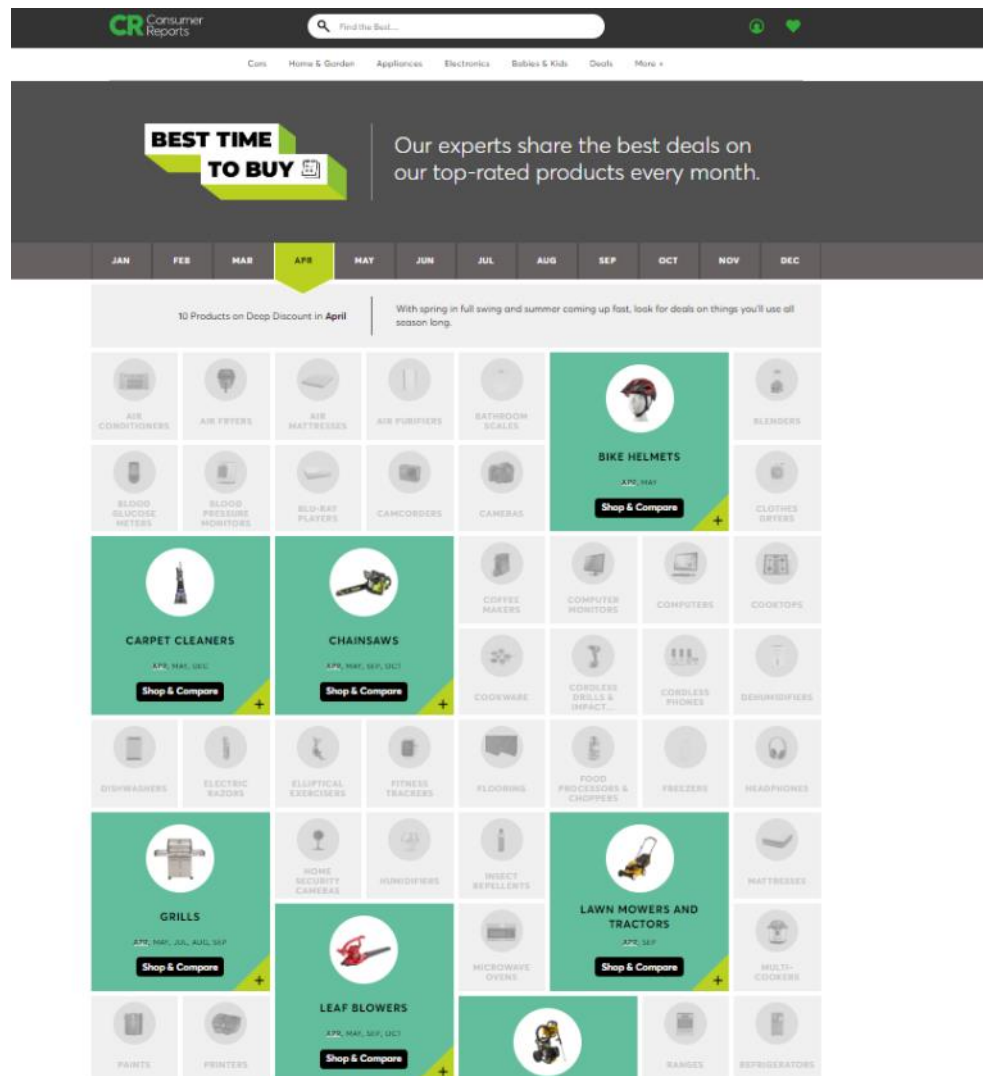 CR Consumer
Reports
Find the Best...
Cars Home & Garden Appliances Electronics Babies & Kids Deals More +
BEST TIME
TO BUY
Our experts share the best deals on
our top-rated products every month.
JAN FEB MAR APR MAY JUN JUL AUG SEP OCT NOV DEC
10 Products on Deep Discount in April
With spring in full swing and summer coming up fast, look for deals on things you'll use all
season long.
AIR
CONDITIONERS
AIR FRYERS
AIR
MATTRESSES
AIR PURIFIERS
BATHROOM
SCALES
BIKE HELMETS
APR, MAY
Shop & Compare
+
BLENDERS
BLOOD
GLUCOSE
METERS
BLOOD
PRESSURE
MONITORS
BLU-RAY
PLAYERS
CAMCORDERS
CAMERAS
CLOTHES
DRYERS
CARPET CLEANERS
APR, MAY, DEC
Shop & Compare
+
CHAINSAWS
APR, MAY, SEP, OCT
Shop & Compare
+
COFFEE
MAKERS
COMPUTER
MONITORS
COMPUTERS
COOKTOPS
COOKWARE
CORDLESS
DRILLS &
IMPACT...
CORDLESS
PHONES
DEHUMIDIFIERS
DISHWASHERS
ELECTRIC
RAZORS
ELLIPTICAL
EXERCISERS
FITNESS
TRACKERS
FLOORING
FOOD
PROCESSORS &
CHOPPERS
FREEZERS
HEADPHONES
GRILLS
APR, MAY, JUL, AUG, SEP
Shop & Compare
+
HOME
SECURITY
CAMERAS
HUMIDIFIERS
INSECT
REPELLENTS
LAWN MOWERS AND
TRACTORS
APR, SEP
Shop & Compare
+
MATTRESSES
LEAF BLOWERS
APR, MAY, SEP, OCT
Shop & Compare
+
MICROWAVE
OVENS
MULTI-
COOKERS
PAINTS
PRINTERS
RANGES
REFRIGERATORS